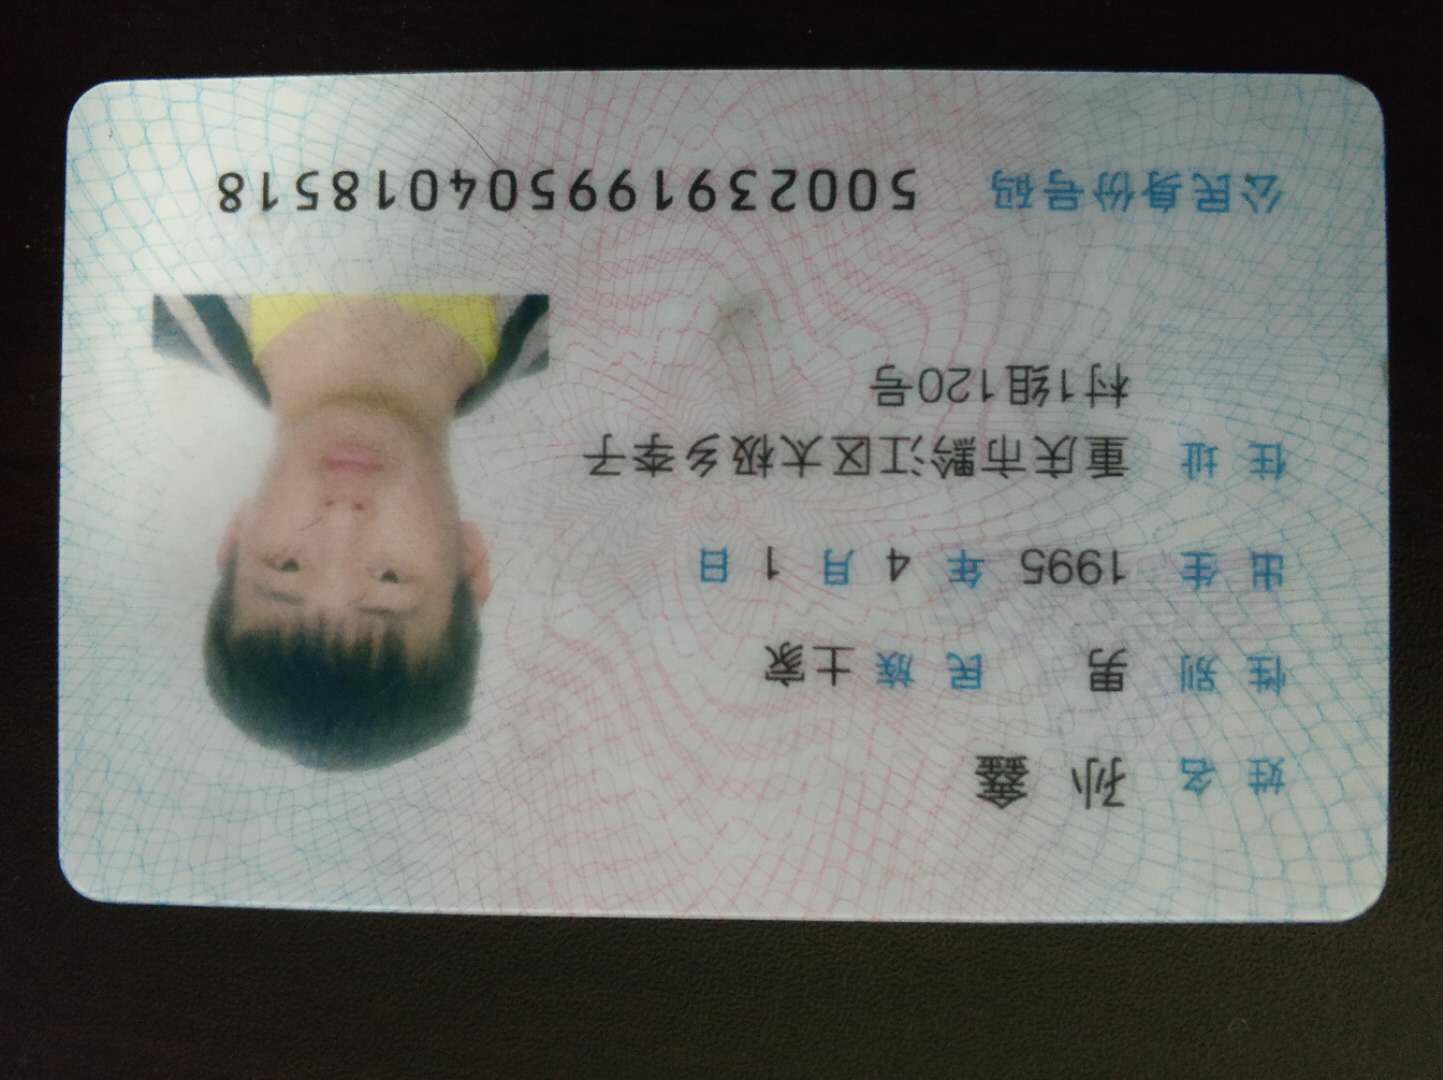 姓名 孙鑫
性别 男 民族 土家
出生 1995 年 4 月 1 日
住址 重庆市黔江区太极乡李子
村1组120号
公民身份号码 500239199504018518